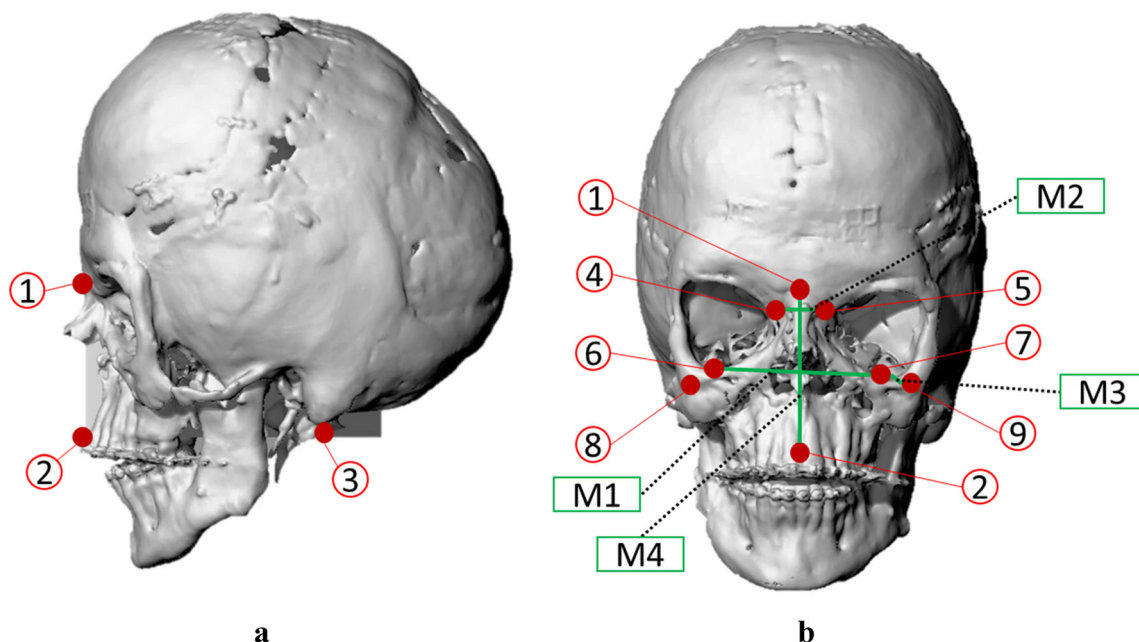 ①
②
③
a
①
M2
④
⑤
⑥
⑦
M3
⑧
⑨
②
M1
M4
b